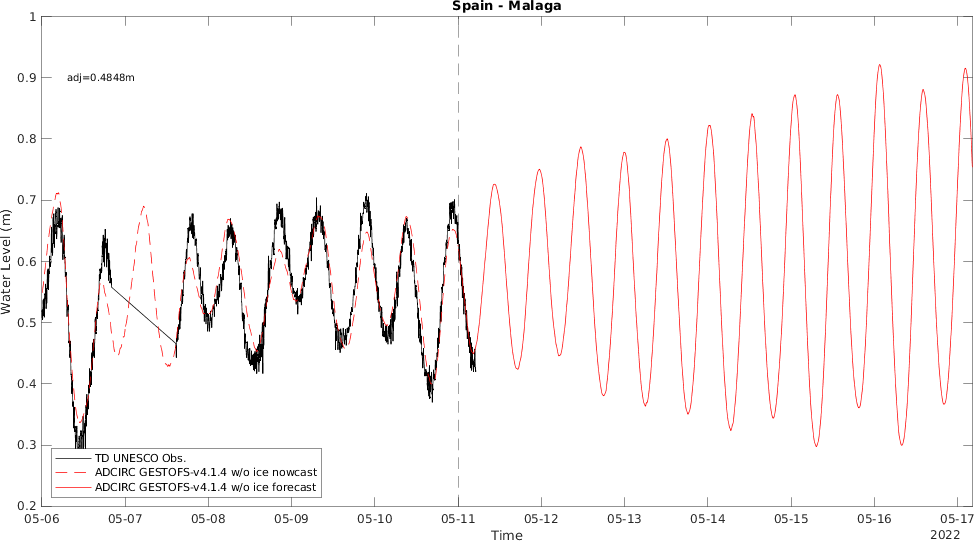 Spain - Malaga
1
0.9
0.8
0.7
0.6
0.5
0.4
0.3
0.2
Water Level (m)
adj=0.4848m
TD UNESCO Obs.
ADCIRC GESTOFS-v4.1.4 w/o ice nowcast
ADCIRC GESTOFS-v4.1.4 w/o ice forecast
05-06 05-07 05-08 05-09 05-10 05-11 05-12 05-13 05-14 05-15 05-16 05-17
Time
2022